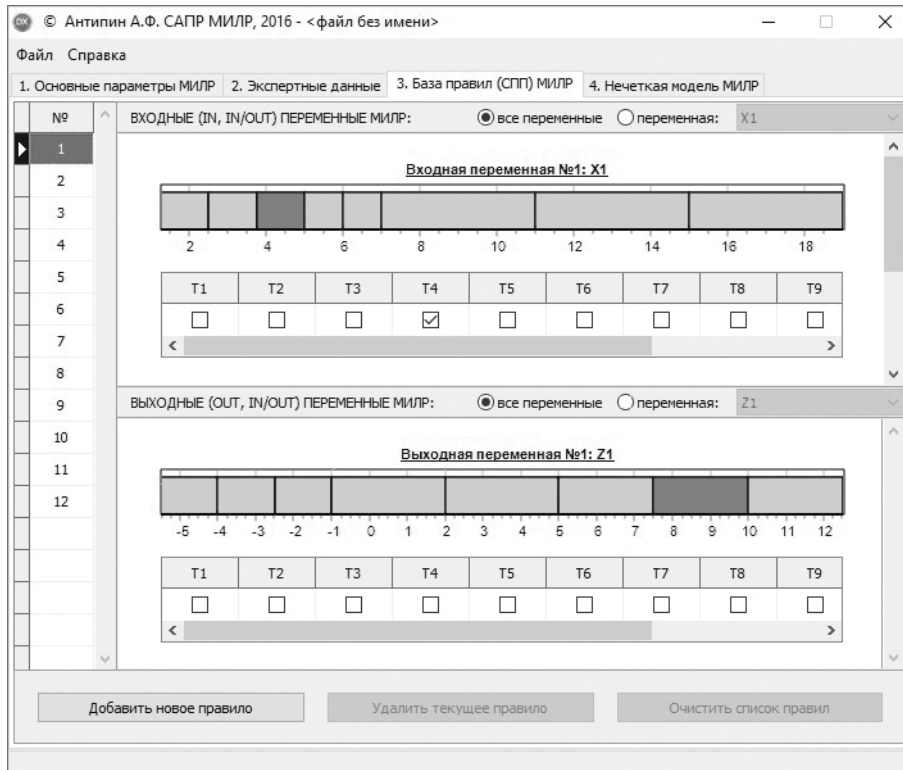 © Антипин А.Ф. САПР МИЛР, 2016 - <файл без имени>
Файл Справка
1. Основные параметры МИЛР 2. Экспертные данные 3. База правил (СПП) МИЛР 4. Нечеткая модель МИЛР
№
1
2
3
4
5
6
7
8
9
10
11
12
ВХОДНЫЕ (IN, IN/OUT) ПЕРЕМЕННЫЕ МИЛР: все переменные переменная: X1
Входная переменная №1: X1
2 4 6 8 10 12 14 16 18
T1 T2 T3 T4 T5 T6 T7 T8 T9
ВЫХОДНЫЕ (OUT, IN/OUT) ПЕРЕМЕННЫЕ МИЛР: все переменные переменная: Z1
Выходная переменная №1: Z1
-5 -4 -3 -2 -1 0 1 2 3 4 5 6 7 8 9 10 11 12
T1 T2 T3 T4 T5 T6 T7 T8 T9
Добавить новое правило Удалить текущее правило Очистить список правил